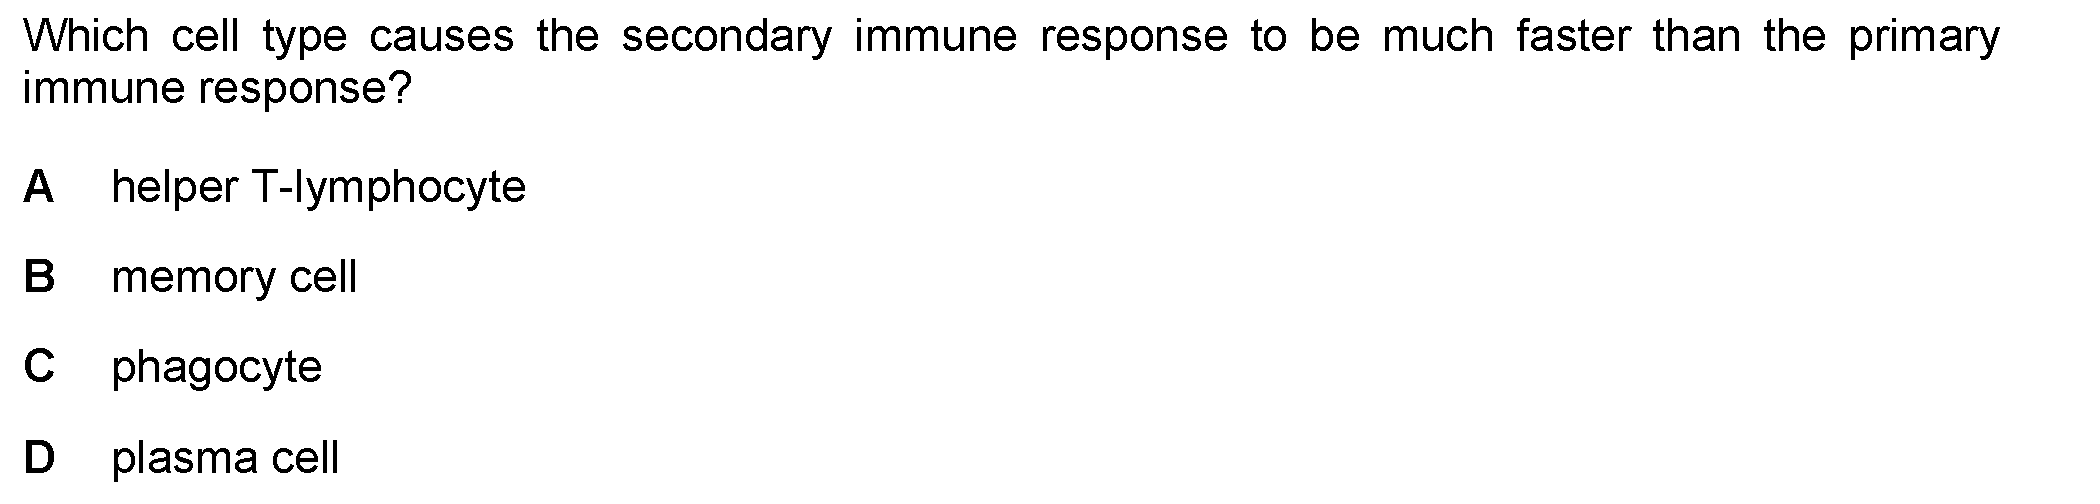 Which cell type causes the secondary immune response to be much faster than the primary
immune response?
A helper T-lymphocyte
B memory cell
C phagocyte
D plasma cell